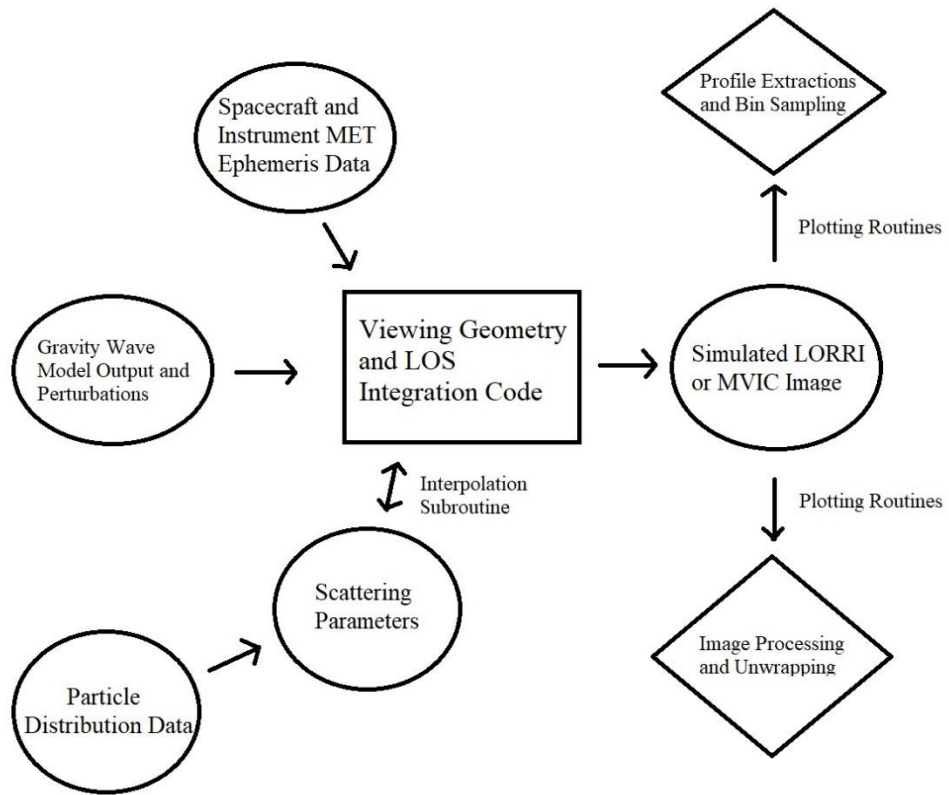 Profile Extractions
and Bin Sampling
Spacecraft and
Instrument MET
Ephemeris Data
Plotting Routines
Gravity Wave
Model Output and
Perturbations
Viewing Geometry
and LOS
Integration Code
Simulated LORRI
or MVIC Image
Interpolation
Subroutine
Plotting Routines
Scattering
Parameters
Image Processing
and Unwrapping
Particle
Distribution Data